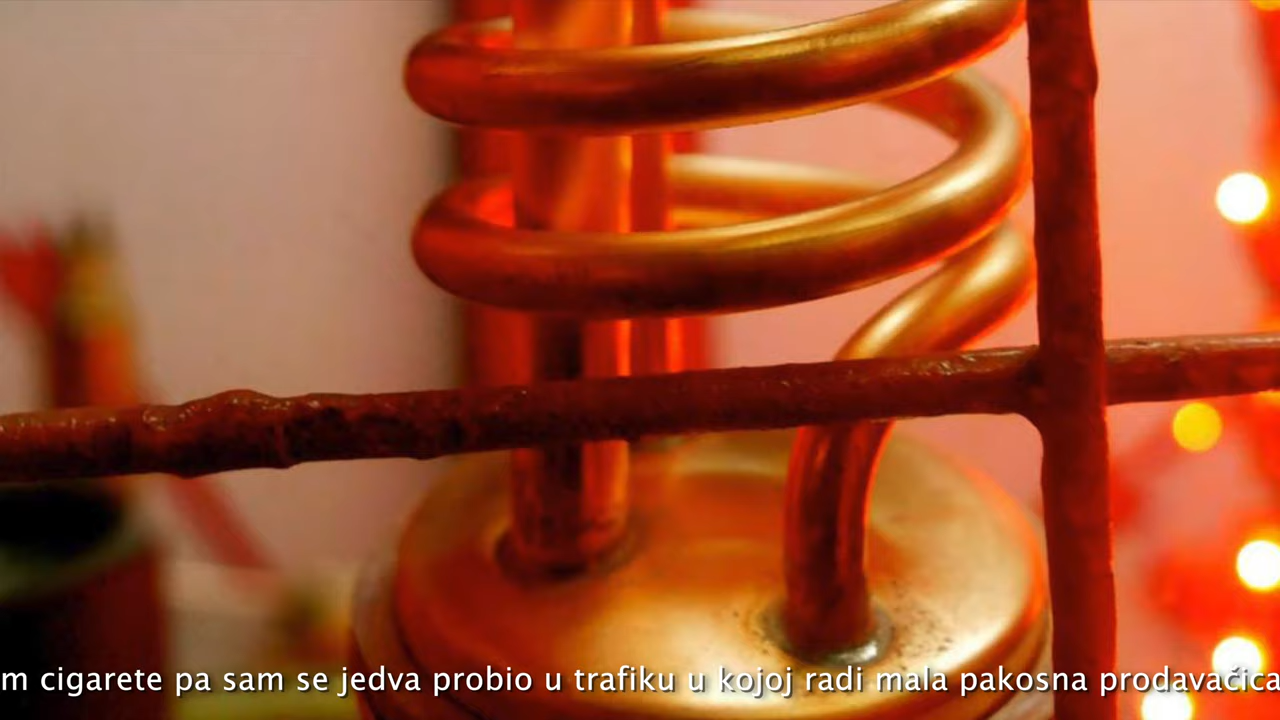 m cigarete pa sam se jedva probio u trafiku u kojoj radi mala pakosna prodavačica